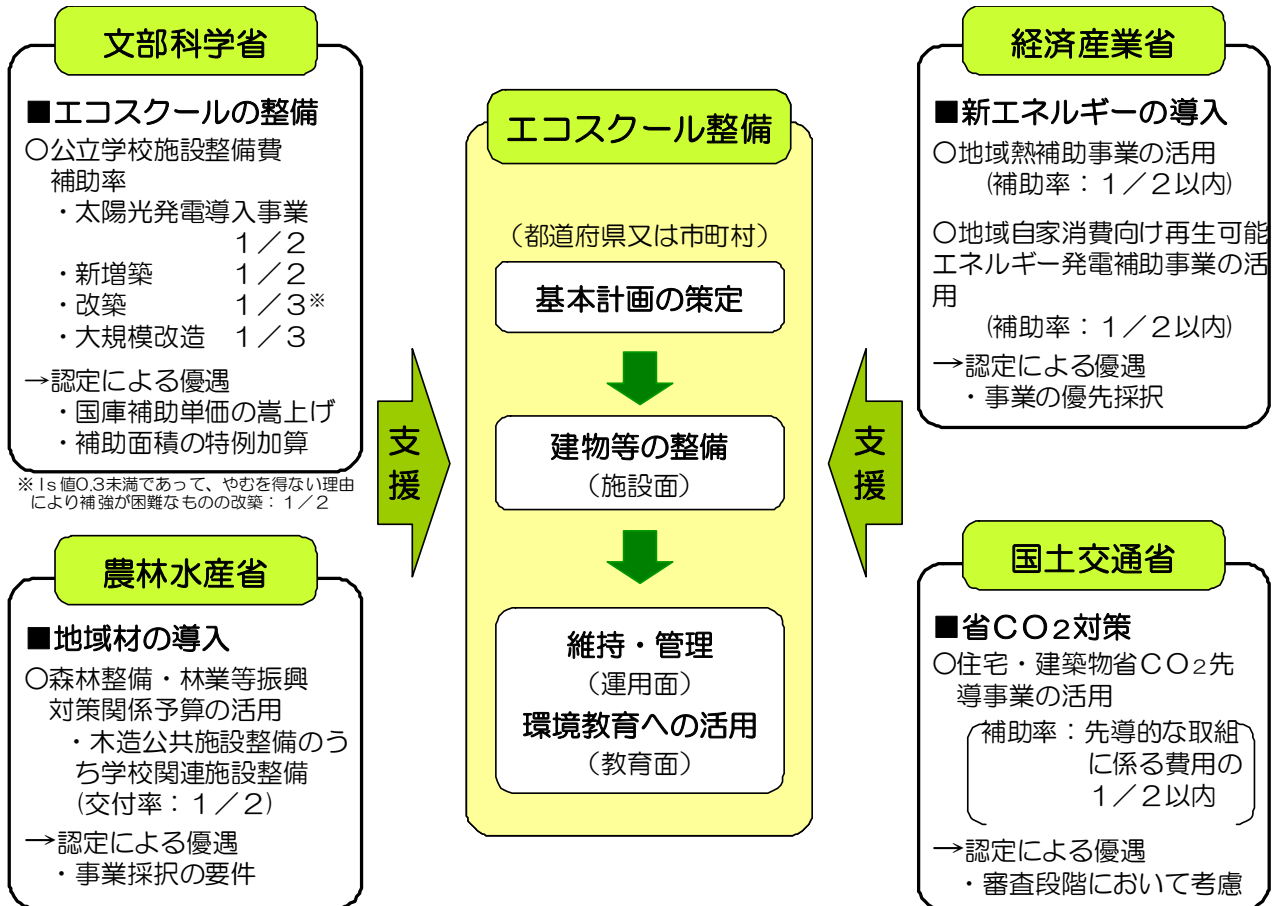 文部科学省
■エコスクールの整備
○公立学校施設整備費
補助率
・太陽光発電導入事業
１／２
・新増築　１／２
・改築　１／３※
・大規模改造　１／３
→認定による優遇
・国庫補助単価の嵩上げ
・補助面積の特例加算
※Ｉｓ値0.3未満であって、やむを得ない理由
により補強が困難なものの改築：１／２
農林水産省
■地域材の導入
○森林整備・林業等振興
対策関係予算の活用
・木造公共施設整備のう
ち学校関連施設整備
(交付率：１／２)
→認定による優遇
・事業採択の要件
支
援
エコスクール整備
（都道府県又は市町村）
基本計画の策定
建物等の整備
（施設面）
維持・管理
（運用面）
環境教育への活用
（教育面）
支
援
経済産業省
■新エネルギーの導入
○地域熱補助事業の活用
(補助率：１／２以内)
○地域自家消費向け再生可能
エネルギー発電補助事業の活
用
(補助率：１／２以内)
→認定による優遇
・事業の優先採択
国土交通省
■省ＣＯ２対策
○住宅・建築物省ＣＯ２先
導事業の活用
補助率：先導的な取組
に係る費用の
１／２以内
→認定による優遇
・審査段階において考慮